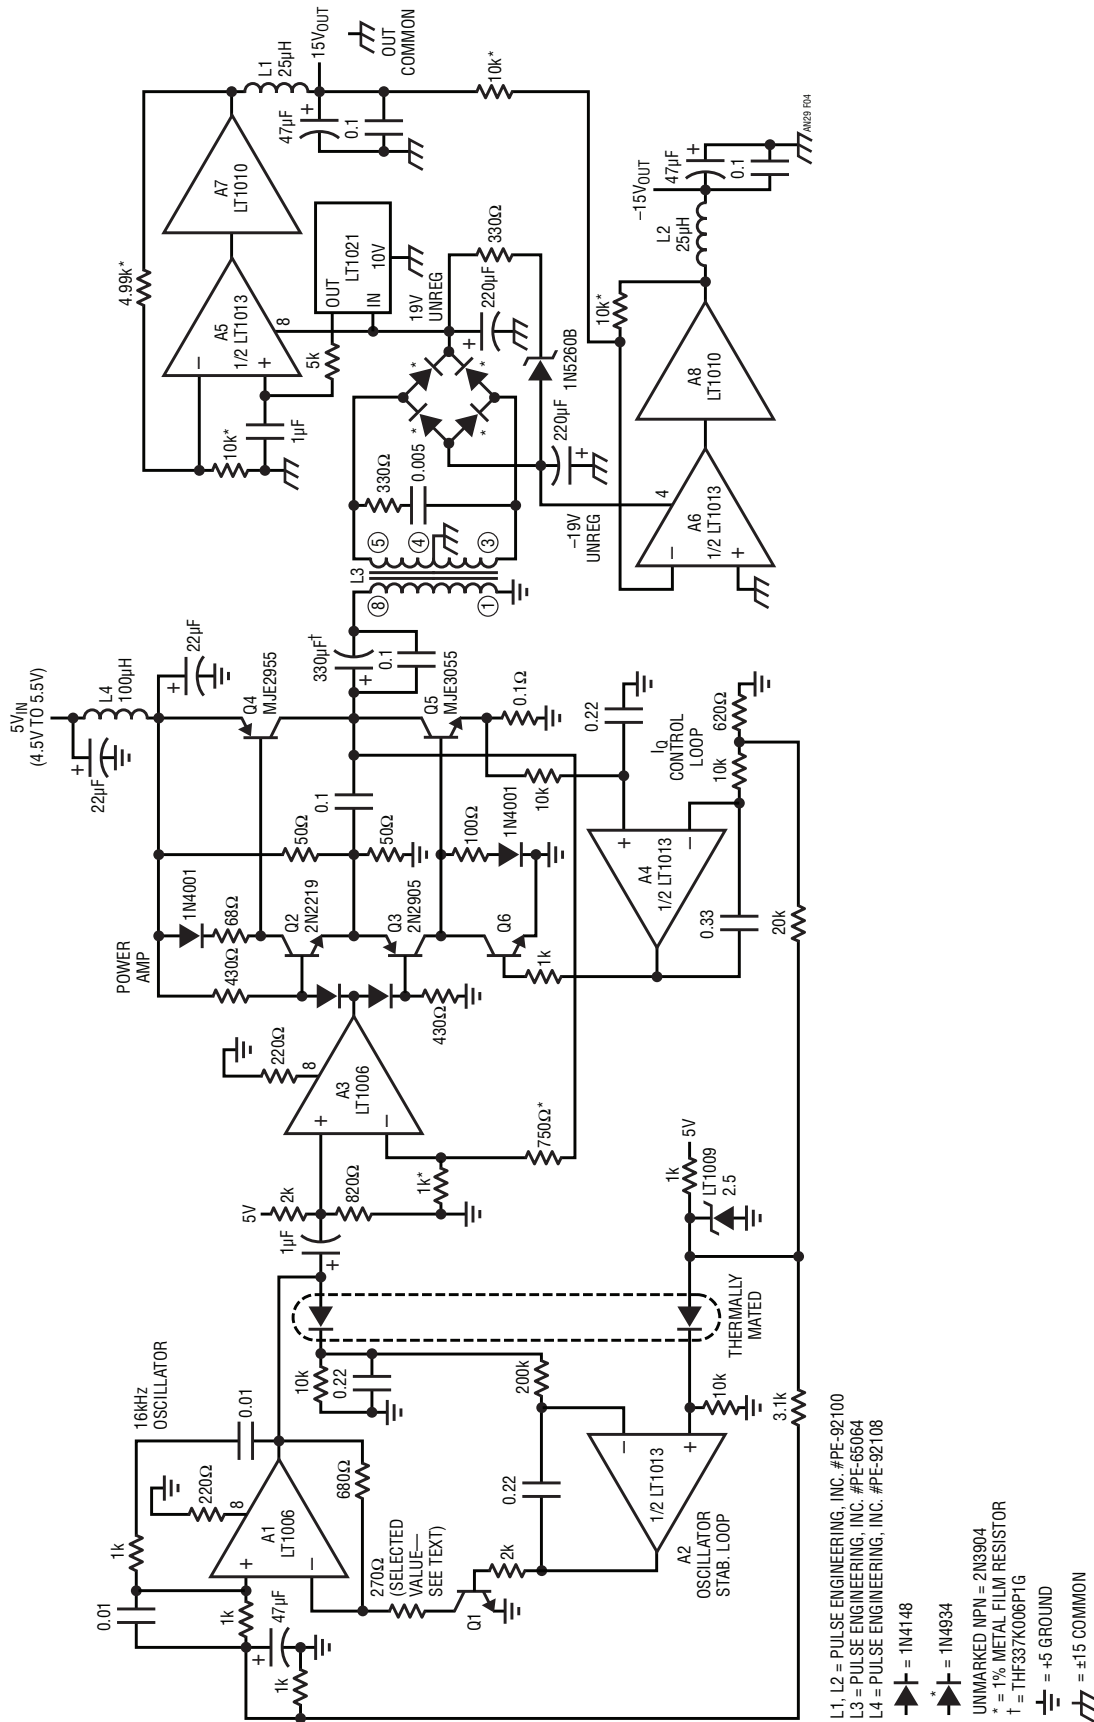 16kHz
OSCILLATOR
0.01
1k
0.01
220Ω
8
A1
LT1006
+
–
1k
47µF
+
1k
680Ω
270Ω
(SELECTED
VALUE—
SEE TEXT)
Q1
2k
0.22
A2
OSCILLATOR
STAB. LOOP
1/2 LT1013
–
+
200k
10k
0.22
10k
THERMALLY
MATED
3.1k
1µF
+
5V
2k
820Ω
1k*
750Ω*
1k
5V
LT1009
2.5
20k
A3
LT1006
+
–
8
220Ω
POWER
AMP
430Ω
1N4001
68Ω
Q2
2N2219
Q3
2N2905
430Ω
Q6
1k
50Ω
50Ω
0.1
100Ω
1N4001
5VIN
(4.5V TO 5.5V)
22µF
+
L4
100µH
22µF
+
Q4
MJE2955
Q5
MJE3055
0.1Ω
10k
330µF†
+
0.1
A4
1/2 LT1013
+
–
0.33
0.22
IQ
CONTROL
LOOP
10k
620Ω
L3
8
1
5
4
3
330Ω
0.005
*
*
*
*
19V
UNREG
220µF
+
330Ω
1N5260B
220µF
+
–19V
UNREG
10k*
1µF
5k
4.99k*
A5
1/2 LT1013
–
+
8
OUT
IN
LT1021
10V
A7
LT1010
L1
25µH
15VOUT
47µF
+
0.1
OUT
COMMON
10k*
10k*
A6
1/2 LT1013
–
+
4
A8
LT1010
L2
25µH
–15VOUT
47µF
+
0.1
AN29 F04
L1, L2 = PULSE ENGINEERING, INC. #PE-92100
L3 = PULSE ENGINEERING, INC. #PE-65064
L4 = PULSE ENGINEERING, INC. #PE-92108
= 1N4148
*
= 1N4934
UNMARKED NPN = 2N3904
* = 1% METAL FILM RESISTOR
† = THF337K006P1G
= +5 GROUND
= ±15 COMMON